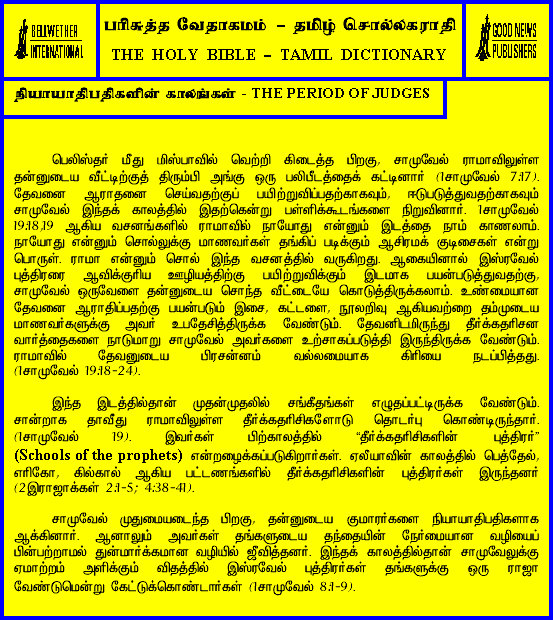 BELLWETHER
INTERNATIONAL
பரிசுத்த வேதாகமம் – தமிழ் சொல்லகராதி
THE HOLY BIBLE – TAMIL DICTIONARY
GOOD NEWS
PUBLISHERS
நியாயாதிபதிகளின் காலங்கள் - THE PERIOD OF JUDGES
பெலிஸ்தர் மீது மிஸ்பாவில் வெற்றி கிடைத்த பிறகு, சாமுவேல் ராமாவிலுள்ள
தன்னுடைய வீட்டிற்குத் திரும்பி அங்கு ஒரு பலிபீடத்தைக் கட்டினார் (1சாமுவேல் 7:17).
தேவனை ஆராதனை செய்வதற்குப் பயிற்றுவிப்பதற்காகவும், ஈடுபடுத்துவதற்காகவும்
சாமுவேல் இந்தக் காலத்தில் இதற்கென்று பள்ளிக்கூடங்களை நிறுவினார். 1சாமுவேல்
19:18,19 ஆகிய வசனங்களில் ராமாவில் நாயோது என்னும் இடத்தை நாம் காணலாம்.
நாயோது என்னும் சொல்லுக்கு மாணவர்கள் தங்கிப் படிக்கும் ஆசிரமக் குடிசைகள் என்று
பொருள். ராமா என்னும் சொல் இந்த வசனத்தில் வருகிறது. ஆகையினால் இஸ்ரவேல்
புத்திரரை ஆவிக்குரிய ஊழியத்திற்கு பயிற்றுவிக்கும் இடமாக பயன்படுத்துவதற்கு,
சாமுவேல் ஒருவேளை தன்னுடைய சொந்த வீட்டையே கொடுத்திருக்கலாம். உண்மையான
தேவனை ஆராதிப்பதற்கு பயன்படும் இசை, கட்டளை, நூலறிவு ஆகியவற்றை தம்முடைய
மாணவர்களுக்கு அவர் உபதேசித்திருக்க வேண்டும். தேவனிடமிருந்து தீர்க்கதரிசன
வார்த்தைகளை நாடுமாறு சாமுவேல் அவர்களை உற்சாகப்படுத்தி இருந்திருக்க வேண்டும்.
ராமாவில் தேவனுடைய பிரசன்னம் வல்லமையாக கிரியை நடப்பித்தது.
(1சாமுவேல் 19:18-24).
இந்த இடத்தில்தான் முதன்முதலில் சங்கீதங்கள் எழுதப்பட்டிருக்க வேண்டும்.
சான்றாக தாவீது ராமாவிலுள்ள தீர்க்கதரிசிகளோடு தொடர்பு கொண்டிருந்தார்.
(1சாமுவேல் 19). இவர்கள் பிற்காலத்தில் “தீர்க்கதரிசிகளின் புத்திரர்”
(Schools of the prophets) என்றழைக்கப்படுகிறார்கள். ஏலீயாவின் காலத்தில் பெத்தேல்,
எரிகோ, கில்கால் ஆகிய பட்டணங்களில் தீர்க்கதரிசிகளின் புத்திரர்கள் இருந்தனர்
(2இராஜாக்கள் 2:1-5; 4:38-41).
சாமுவேல் முதுமையடைந்த பிறகு, தன்னுடைய குமாரர்களை நியாயாதிபதிகளாக
ஆக்கினார். ஆனாலும் அவர்கள் தங்களுடைய தந்தையின் நேர்மையான வழியைப்
பின்பற்றாமல் துன்மார்க்கமான வழியில் ஜீவித்தனர். இந்தக் காலத்தில்தான் சாமுவேலுக்கு
ஏமாற்றம் அளிக்கும் விதத்தில் இஸ்ரவேல் புத்திரர்கள் தங்களுக்கு ஒரு ராஜா
வேண்டுமென்று கேட்டுக்கொண்டார்கள் (1சாமுவேல் 8:1-9).